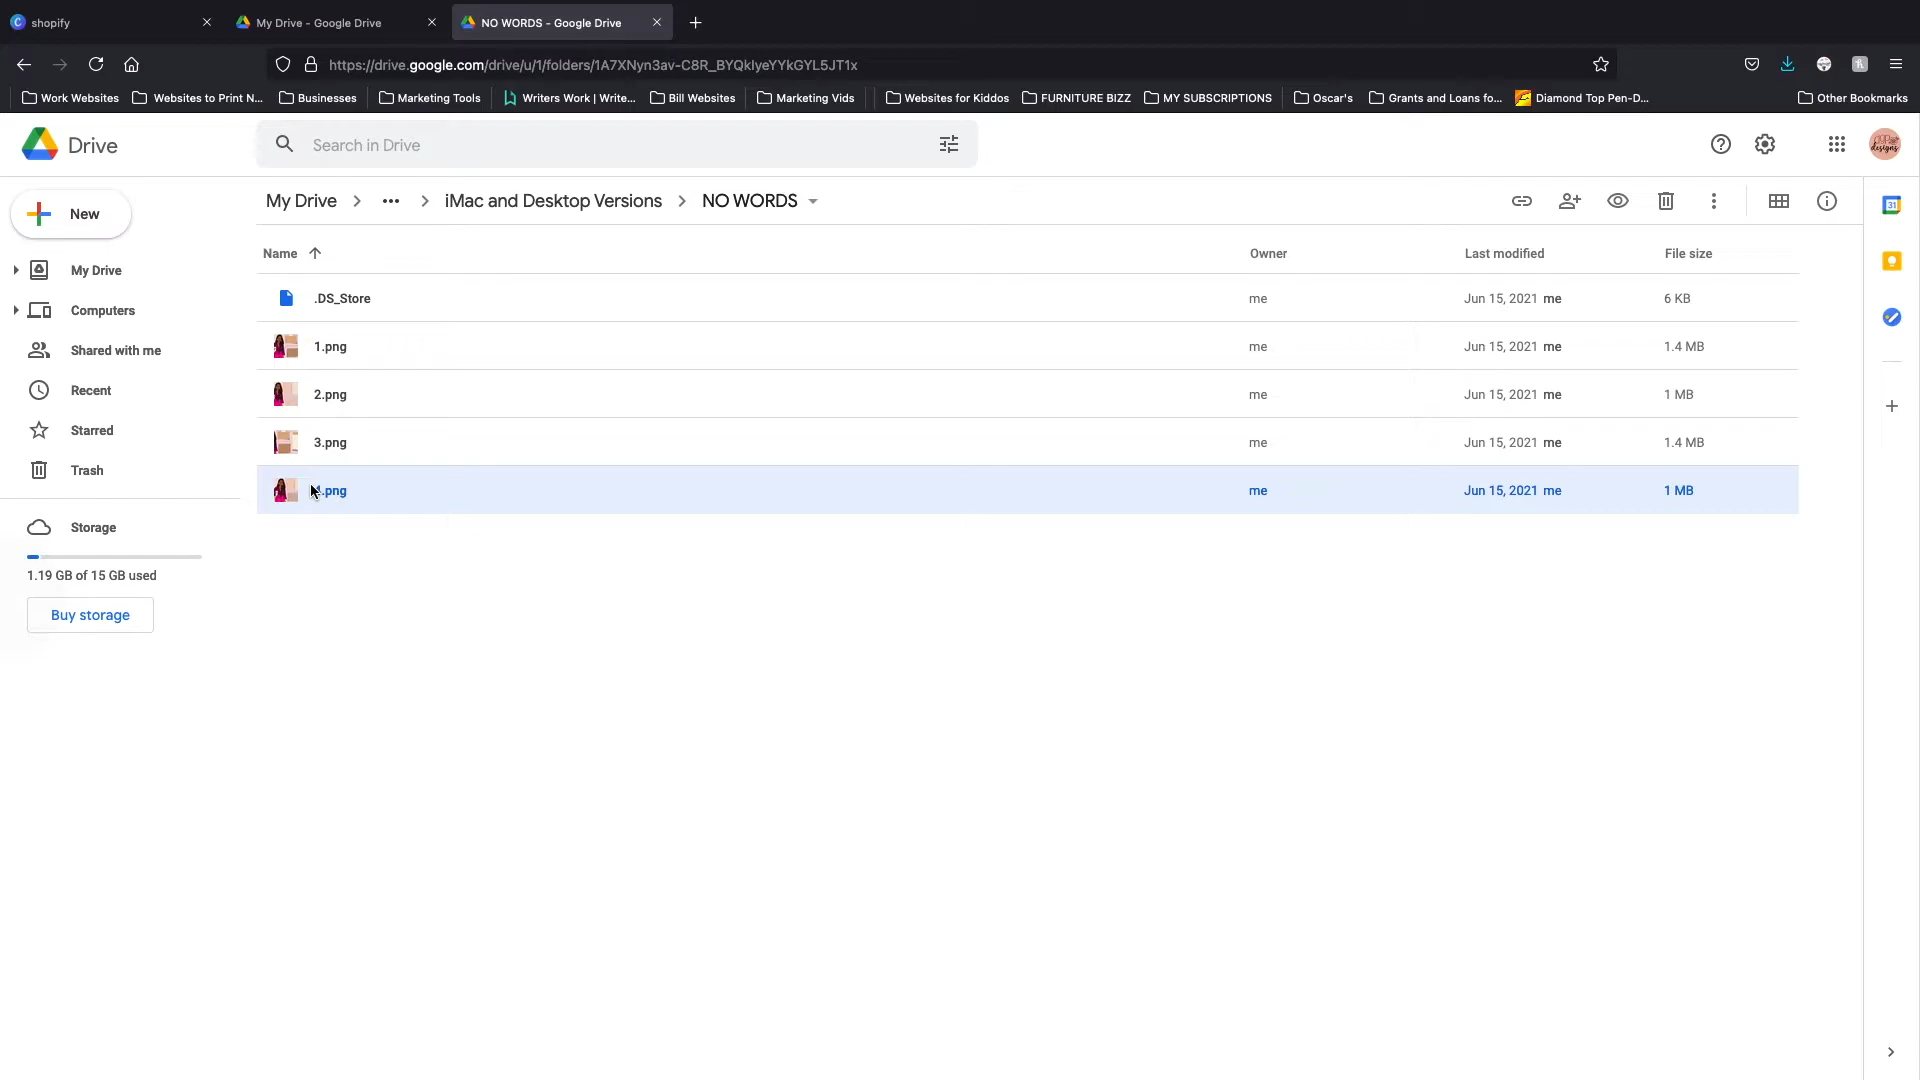 shopify
My Drive - Google Drive
NO WORDS - Google Drive
https://drive.google.com/drive/u/1/folders/1A7XNyn3av-C8R_BYQklyeYYkGYL5JT1x
Work Websites
Websites to Print N...
Businesses
Marketing Tools
Writers Work | Write...
Bill Websites
Marketing Vids
Websites for Kiddos
FURNITURE BIZZ
MY SUBSCRIPTIONS
Oscar's
Grants and Loans fo...
Diamond Top Pen-D...
Other Bookmarks
Drive
Search in Drive
New
My Drive
Computers
Shared with me
Recent
Starred
Trash
Storage
1.19 GB of 15 GB used
Buy storage
My Drive > ... > iMac and Desktop Versions > NO WORDS
Name Owner Last modified File size
.DS_Store me Jun 15, 2021 me 6 KB
1.png me Jun 15, 2021 me 1.4 MB
2.png me Jun 15, 2021 me 1 MB
3.png me Jun 15, 2021 me 1.4 MB
.png me Jun 15, 2021 me 1 MB
31